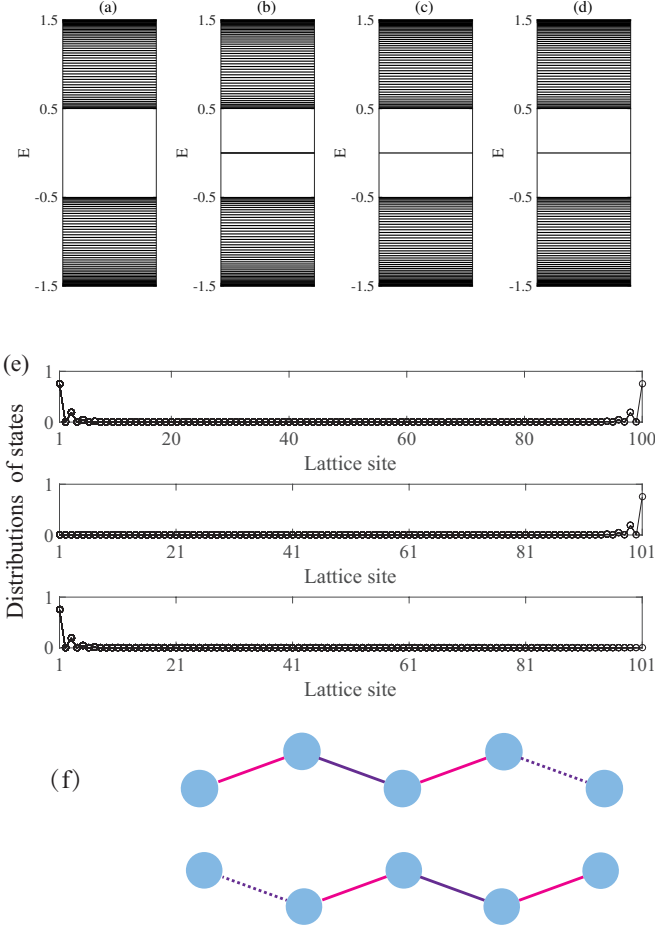 (a) (b) (c) (d)
1.5 1.5 1.5 1.5
0.5 0.5 0.5 0.5
E E E E
-0.5 -0.5 -0.5 -0.5
-1.5 -1.5 -1.5 -1.5
(e)
Distributions of states
1
0
1 20 40 60 80 100
Lattice site
1
0
1 21 41 61 81 101
Lattice site
1
0
1 21 41 61 81 101
Lattice site
(f)